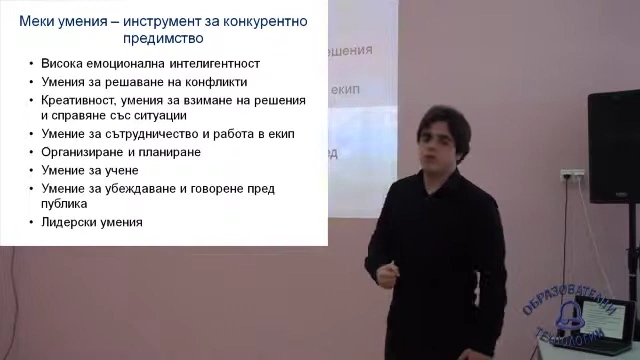 Меки умения – инструмент за конкурентно
предимство
• Висока емоционална интелигентност
• Умения за решаване на конфликти
• Креативност, умения за взимане на решения
и справяне със ситуации
• Умение за сътрудничество и работа в екип
• Организиране и планиране
• Умение за учене
• Умение за убеждаване и говорене пред
публика
• Лидерски умения
ешения
екип
ед
ОБРАЗОВАТЕЛНИ
ТЕХНОЛОГИИ